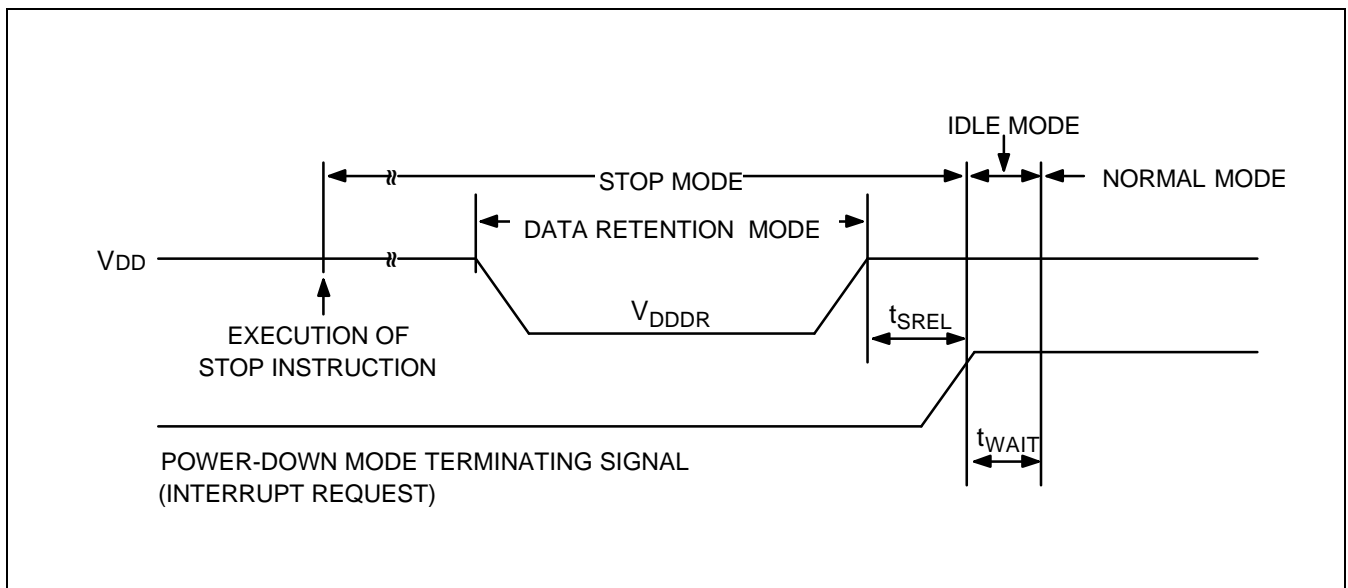 IDLE MODE
STOP MODE
NORMAL MODE
DATA RETENTION MODE
VDD
VDDDR
tSREL
EXECUTION OF
STOP INSTRUCTION
tWAIT
POWER-DOWN MODE TERMINATING SIGNAL
(INTERRUPT REQUEST)